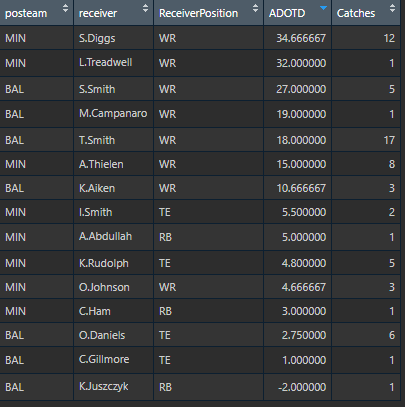 posteam receiver ReceiverPosition ADOTD Catches
MIN S.Diggs WR 34.666667 12
MIN L.Treadwell WR 32.000000 1
BAL S.Smith WR 27.000000 5
BAL M.Campanaro WR 19.000000 1
BAL T.Smith WR 18.000000 17
MIN A.Thielen WR 15.000000 8
BAL K.Aiken WR 10.666667 3
MIN I.Smith TE 5.500000 2
MIN A.Abdullah RB 5.000000 1
MIN K.Rudolph TE 4.800000 5
MIN O.Johnson WR 4.666667 3
MIN C.Ham RB 3.000000 1
BAL O.Daniels TE 2.750000 6
BAL C.Gillmore TE 1.000000 1
BAL K.Juszczyk RB -2.000000 1